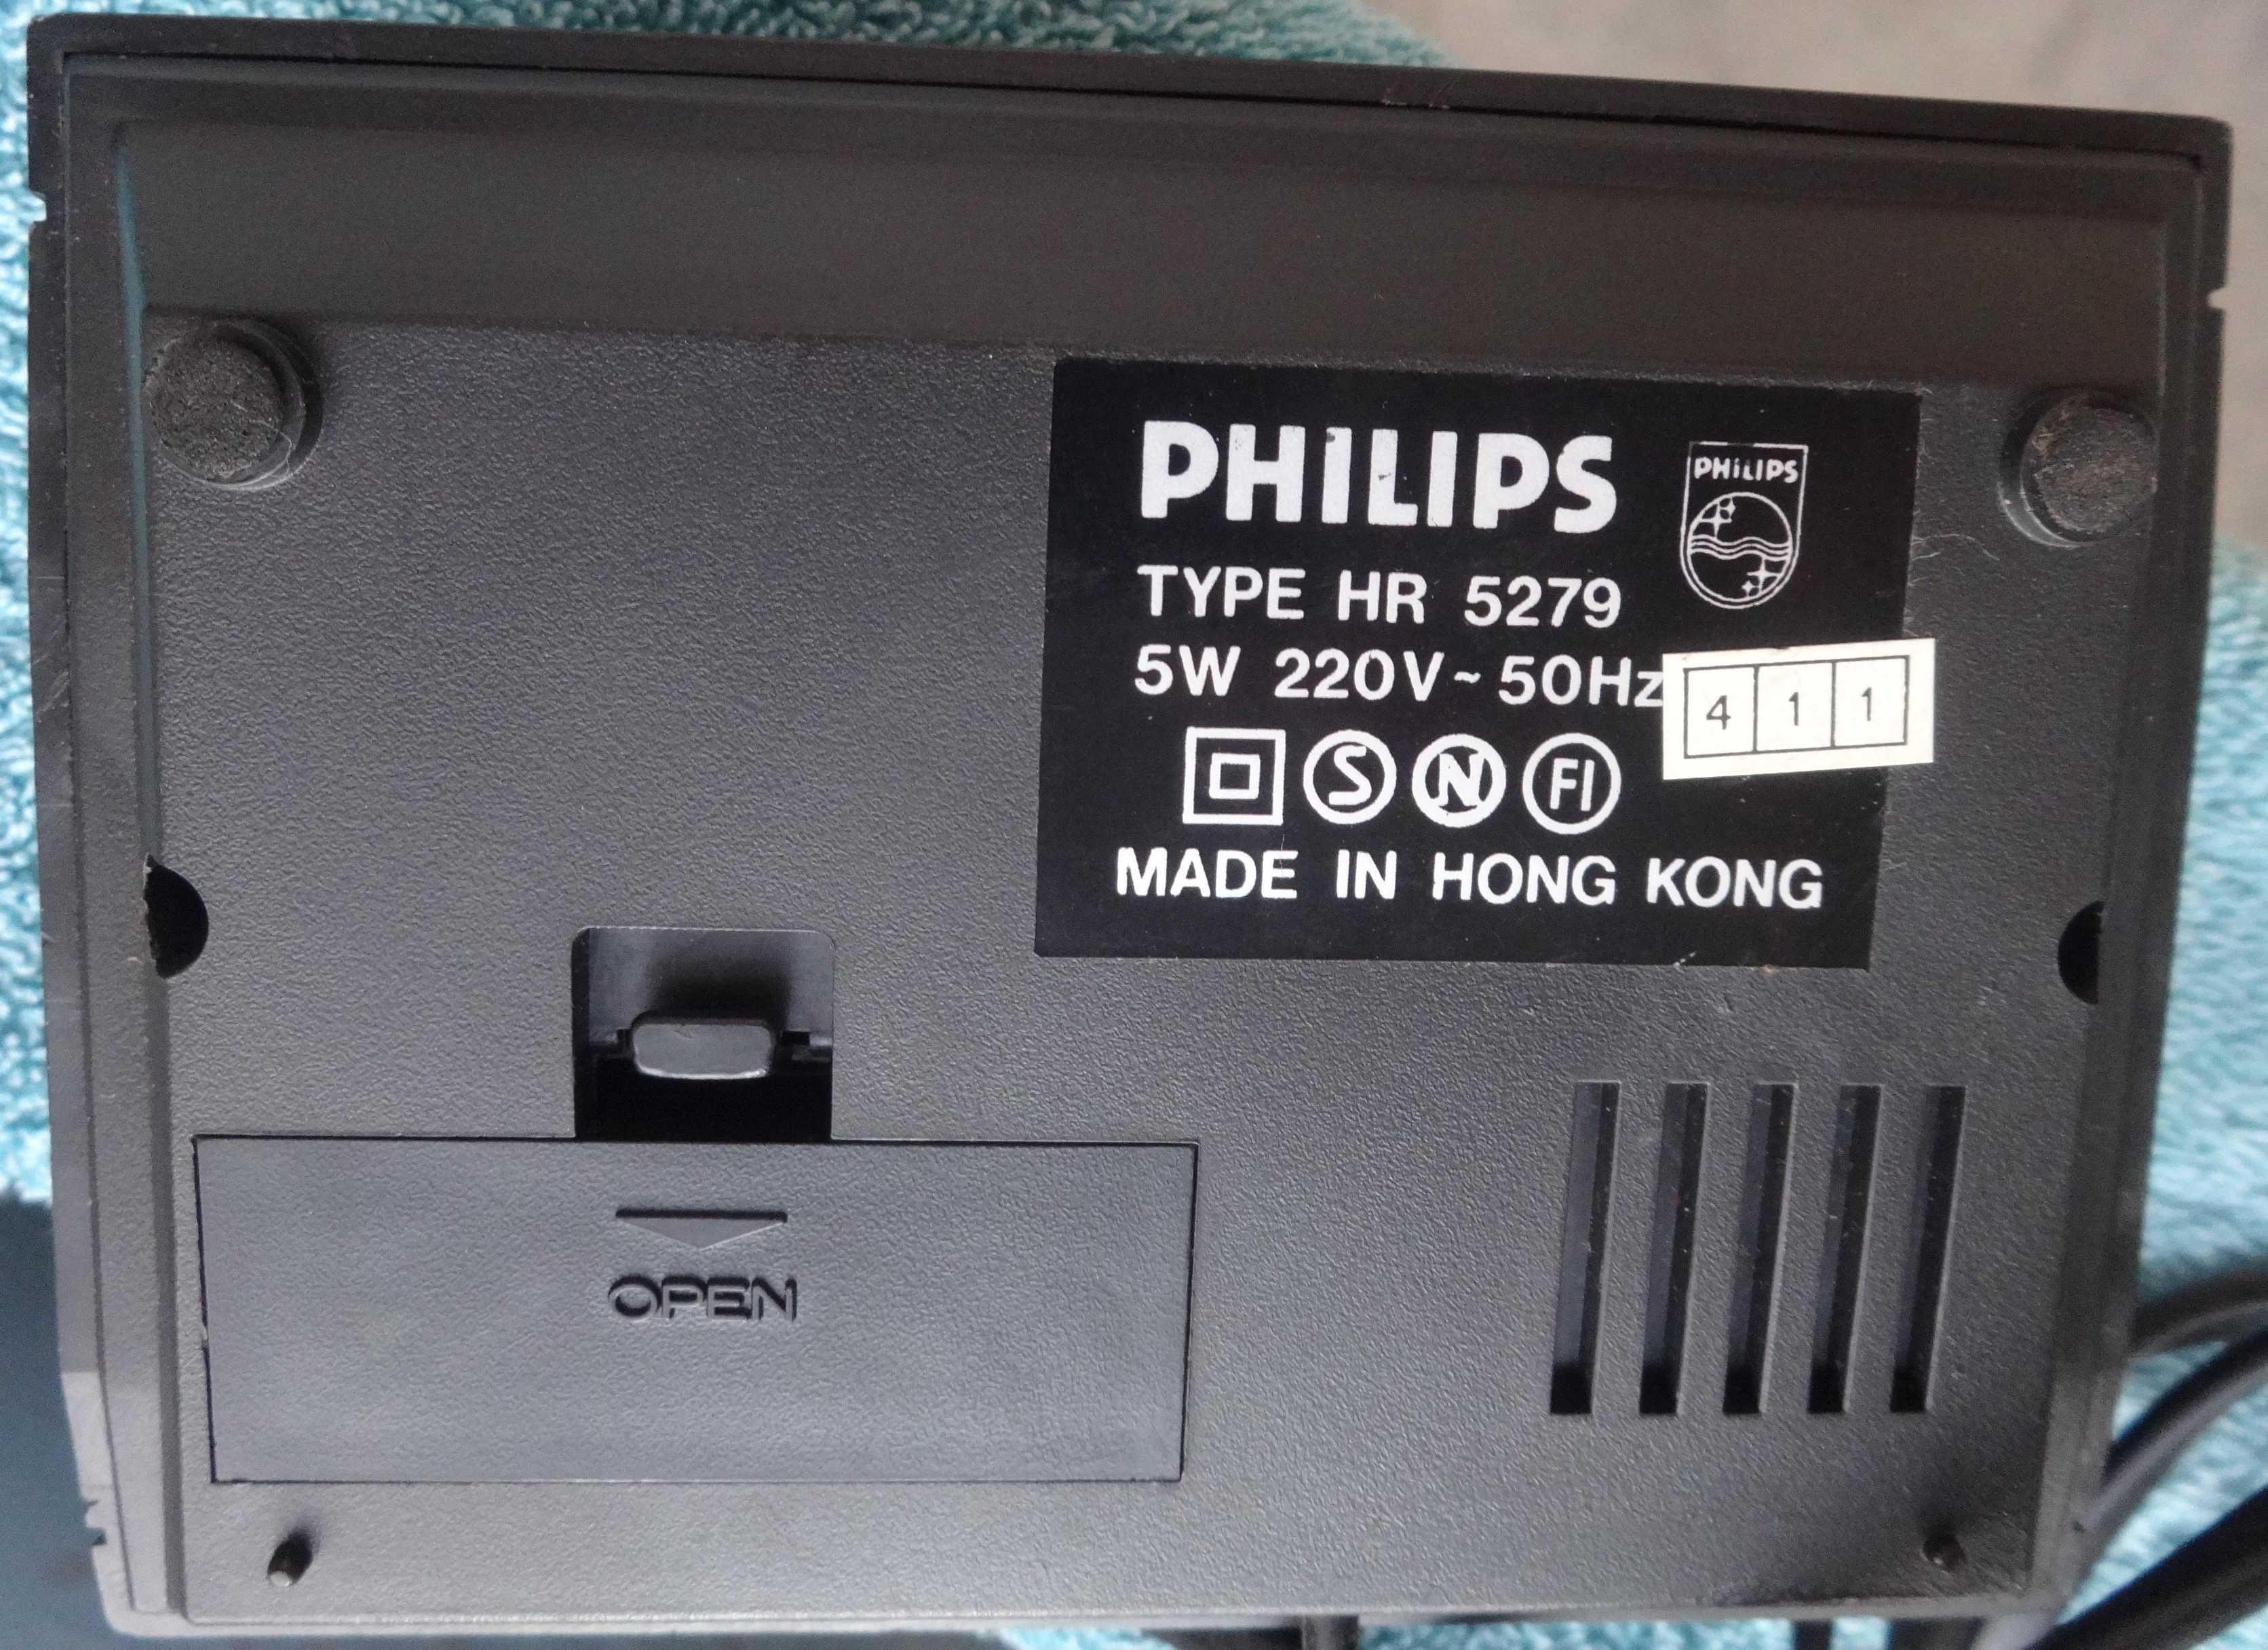 PHILIPS
PHILIPS
TYPE HR 5279
5W 220V~50Hz
4 1 1
S N FI
MADE IN HONG KONG
OPEN